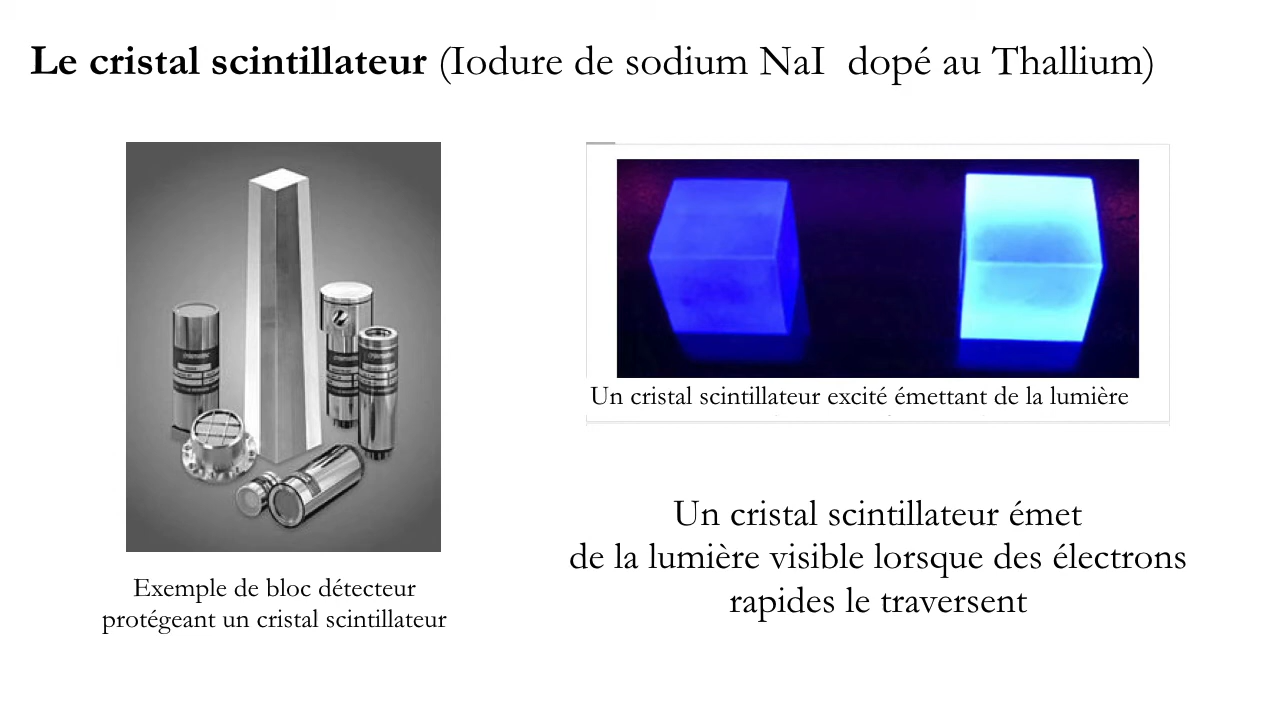 Le cristal scintillateur (Iodure de sodium NaI dopé au Thallium)
Un cristal scintillateur excité émettant de la lumière
Un cristal scintillateur émet
de la lumière visible lorsque des électrons
rapides le traversent
Exemple de bloc détecteur
protégeant un cristal scintillateur